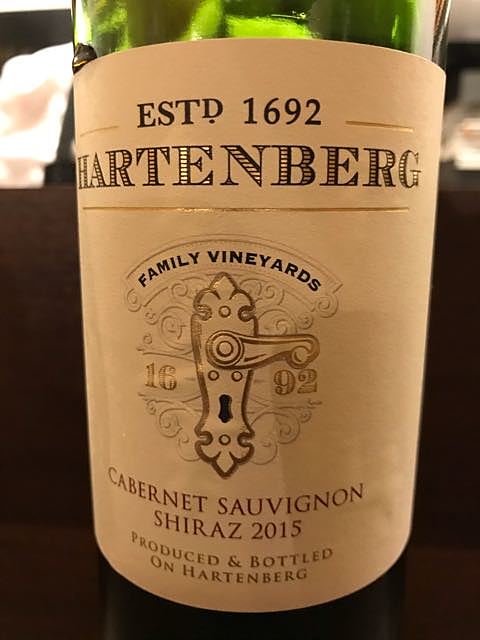 ESTD 1692
HARTENBERG
FAMILY VINEYARDS
16 92
CABERNET SAUVIGNON
SHIRAZ 2015
PRODUCED & BOTTLED
ON HARTENBERG